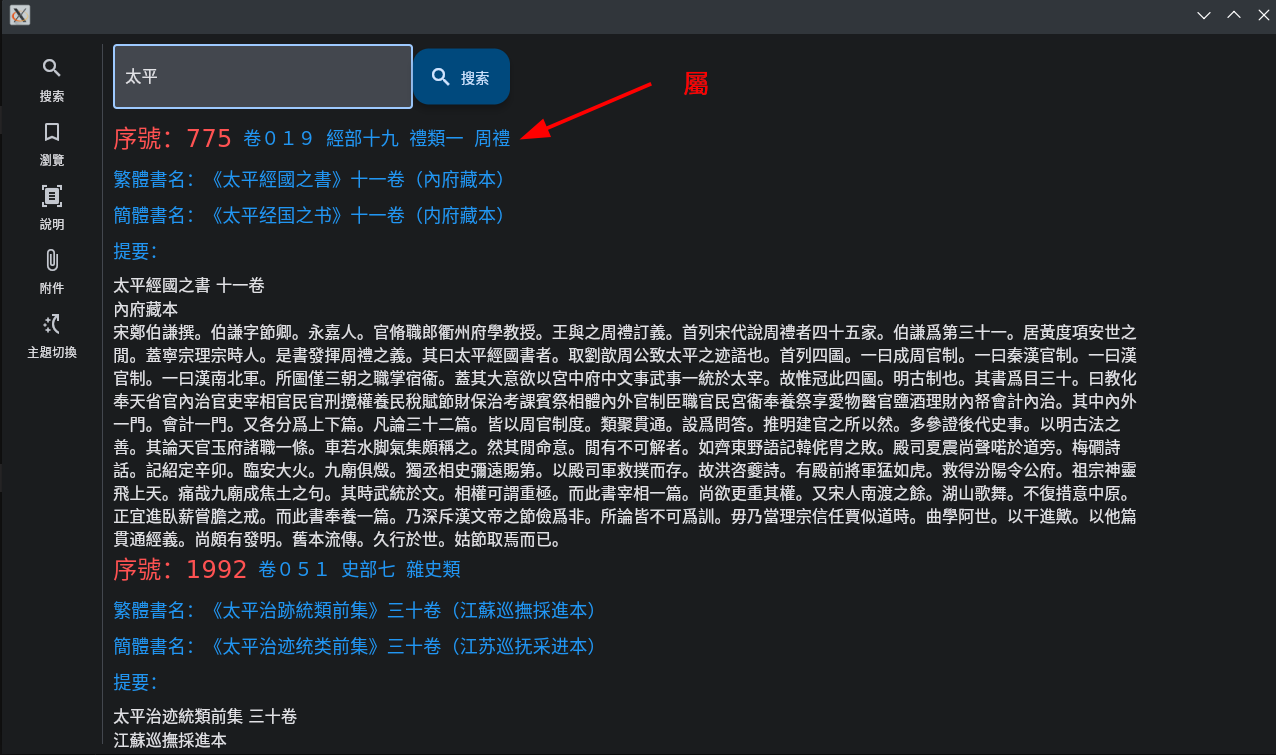 太平
搜索
屬
搜索
瀏覽
說明
附件
主題切換
序號：775 卷０１９ 經部十九 禮類一 周禮
繁體書名：《太平經國之書》十一卷（內府藏本）
簡體書名：《太平经国之书》十一卷（内府藏本）
提要：
太平經國之書 十一卷
內府藏本
宋鄭伯謙撰。伯謙字節卿。永嘉人。官脩職郎衢州府學教授。王與之周禮訂義。首列宋代說周禮者四十五家。伯謙爲第三十一。居黃度項安世之
閒。蓋寧宗理宗時人。是書發揮周禮之義。其曰太平經國書者。取劉歆周公致太平之迹語也。首列四圖。一曰成周官制。一曰秦漢官制。一曰漢
官制。一曰漢南北軍。所圖僅三朝之職掌宿衞。蓋其大意欲以宮中府中文事武事一統於太宰。故惟冠此四圖。明古制也。其書爲目三十。曰教化
奉天省官內治官吏宰相官民官刑攬權養民稅賦節財保治考課賓祭相體內外官制臣職官民宮衞奉養祭享愛物醫官鹽酒理財內帑會計內治。其中內外
一門。會計一門。又各分爲上下篇。凡論三十二篇。皆以周官制度。類聚貫通。設爲問答。推明建官之所以然。多參證後代史事。以明古法之
善。其論天官玉府諸職一條。車若水脚氣集頗稱之。然其閒命意。閒有不可解者。如齊東野語記韓侂胄之敗。殿司夏震尚聲喏於道旁。梅磵詩
話。記紹定辛卯。臨安大火。九廟俱燬。獨丞相史彌遠賜第。以殿司軍救撲而存。故洪咨夔詩。有殿前將軍猛如虎。救得汾陽令公府。祖宗神靈
飛上天。痛哉九廟成焦土之句。其時武統於文。相權可謂重極。而此書宰相一篇。尚欲更重其權。又宋人南渡之餘。湖山歌舞。不復措意中原。
正宜進臥薪嘗膽之戒。而此書奉養一篇。乃深斥漢文帝之節儉爲非。所論皆不可爲訓。毋乃當理宗信任賈似道時。曲學阿世。以干進歟。以他篇
貫通經義。尚頗有發明。舊本流傳。久行於世。姑節取焉而已。
序號：1992 卷０５１ 史部七 雜史類
繁體書名：《太平治跡統類前集》三十卷（江蘇巡撫採進本）
簡體書名：《太平治迹统类前集》三十卷（江苏巡抚采进本）
提要：
太平治迹統類前集 三十卷
江蘇巡撫採進本